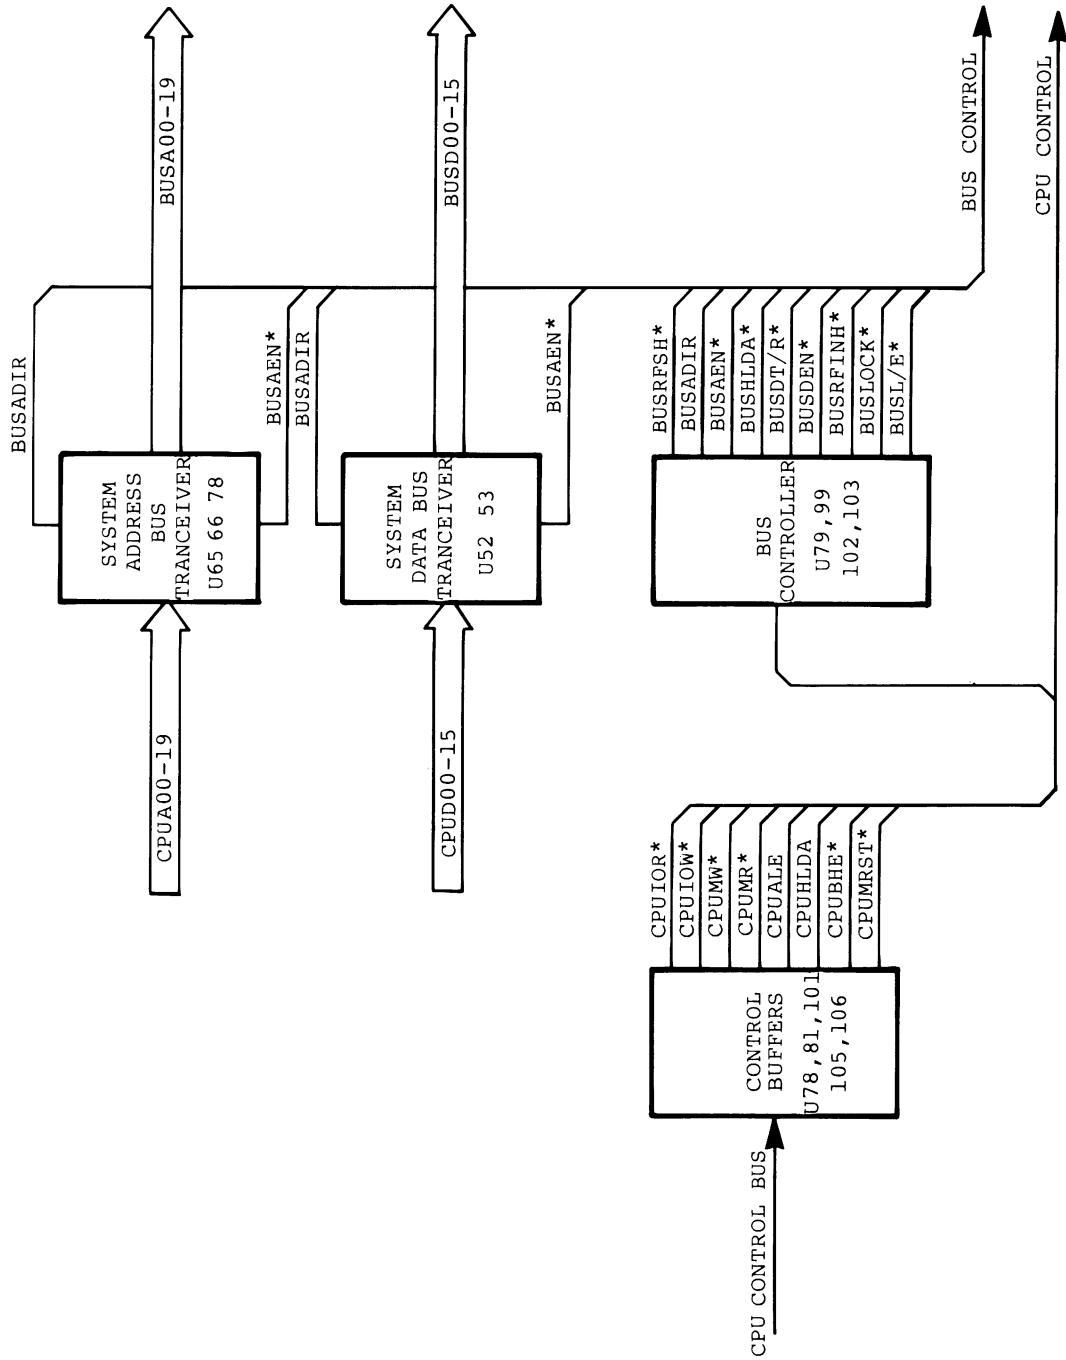 BUSADIR
SYSTEM
ADDRESS
BUS
TRANCEIVER
U65 66 78
CPUA00-19
BUSA00-19
BUSAEN*
BUSADIR
SYSTEM
DATA BUS
TRANCEIVER
U52 53
CPUD00-15
BUSD00-15
BUSAEN*
BUSRFSH*
BUSADIR
BUSAEN*
BUSHLDA*
BUSDT/R*
BUSDEN*
BUSRFINH*
BUSLOCK*
BUSL/E*
BUS
CONTROLLER
U79,99
102,103
CPUIOR*
CPUIOW*
CPUMW*
CPUMR*
CPUALE
CPUHLDA
CPUBHE*
CPUMRST*
CONTROL
BUFFERS
U78,81,101
105,106
CPU CONTROL BUS
BUS CONTROL
CPU CONTROL